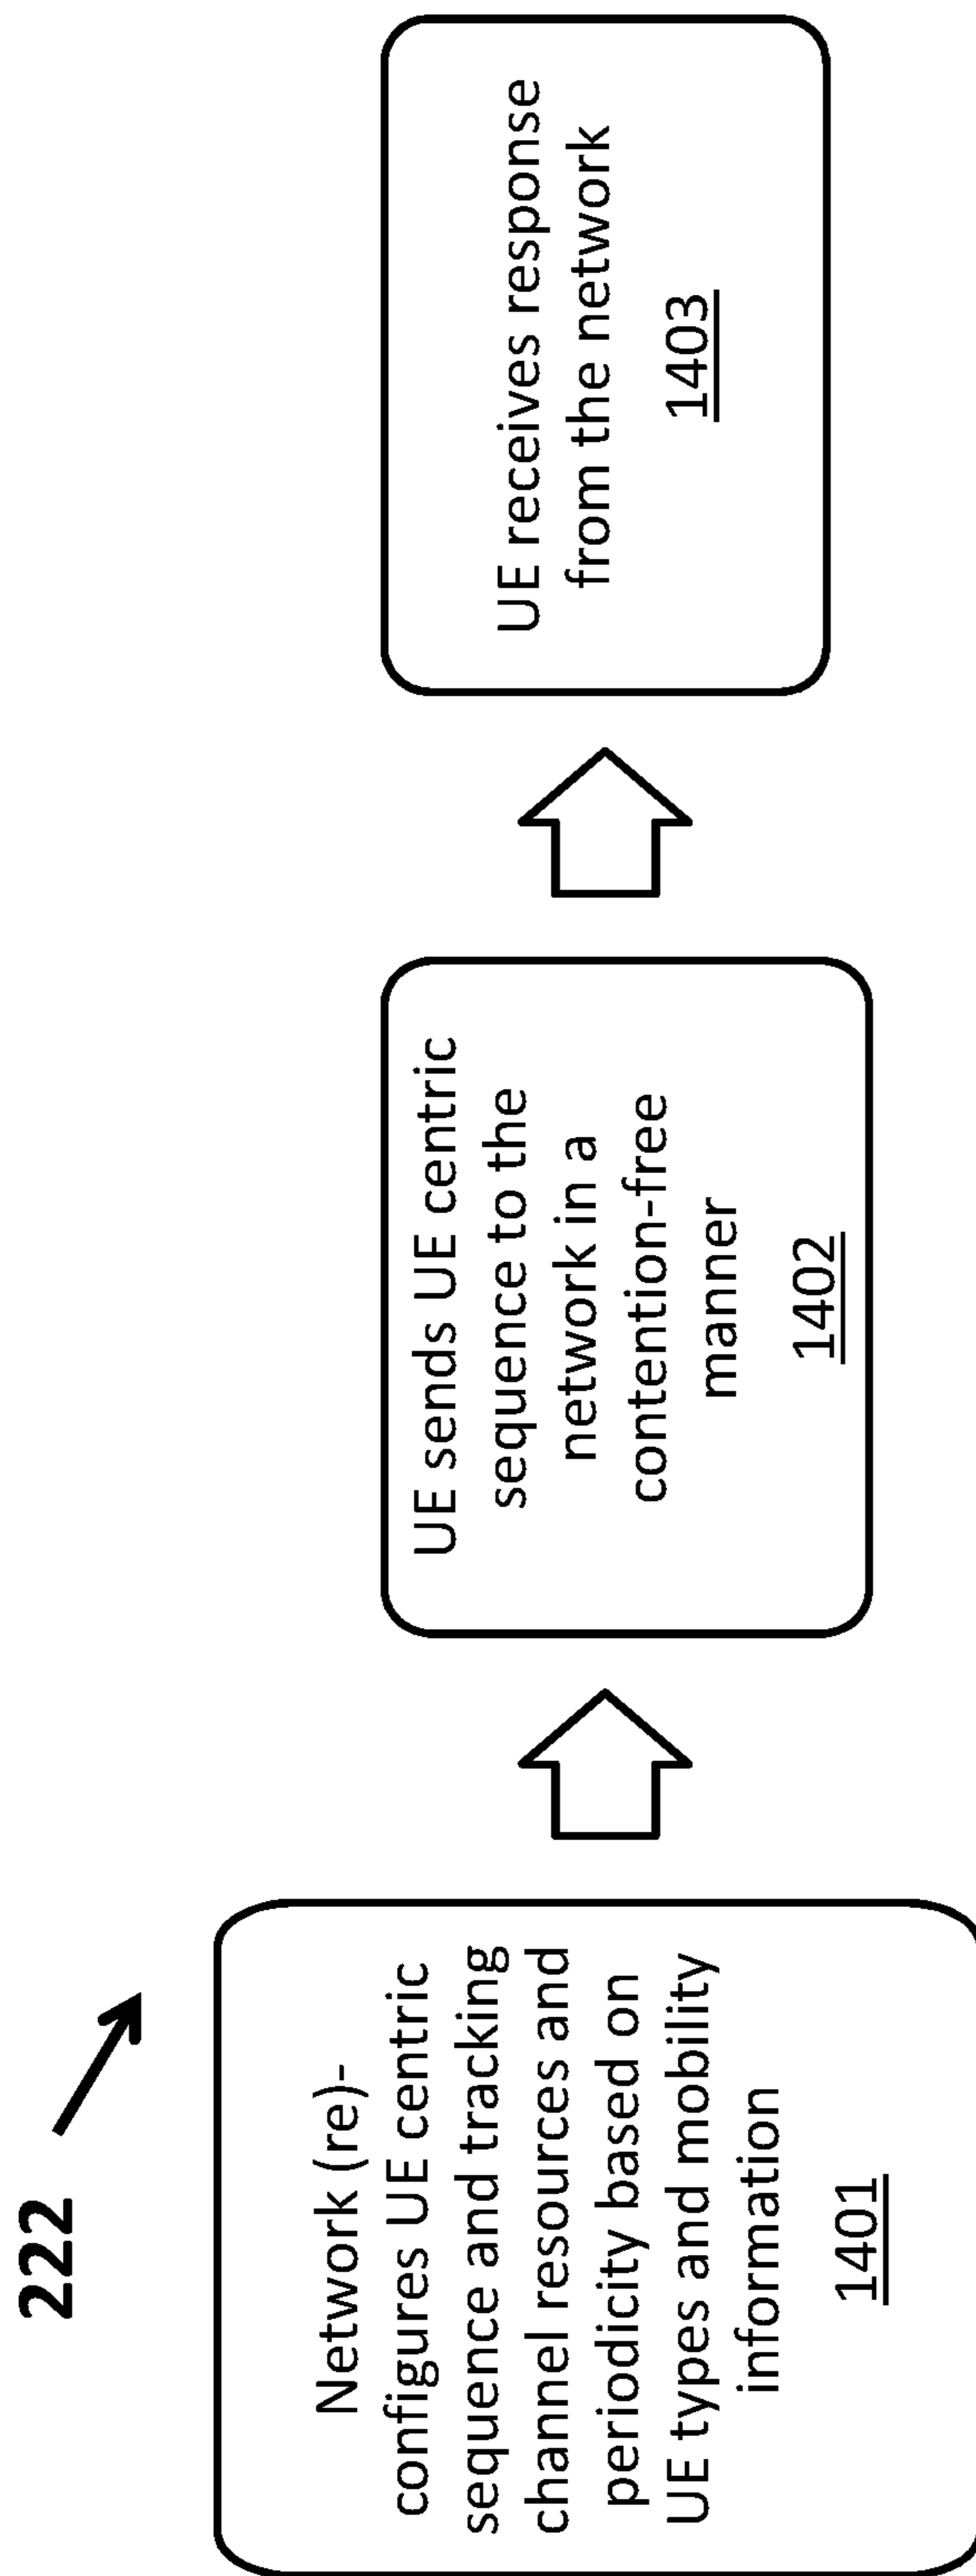 222
Network (re)-
configures UE centric
sequence and tracking
channel resources and
periodicity based on
UE types and mobility
information
1401
UE sends UE centric
sequence to the
network in a
contention-free
manner
1402
UE receives response
from the network
1403